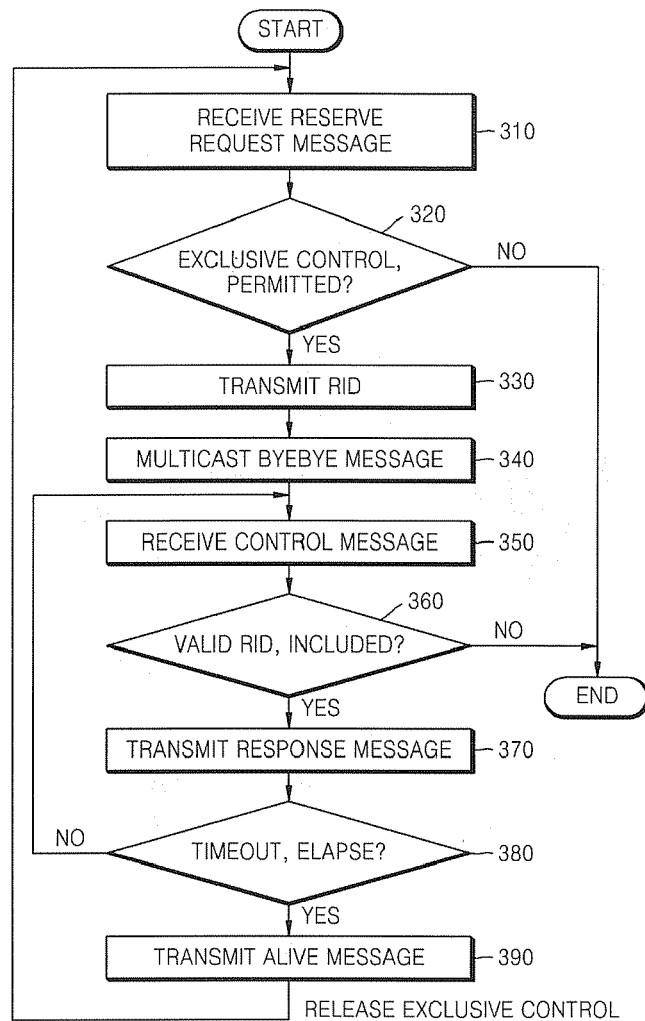 START
RECEIVE RESERVE
REQUEST MESSAGE
310
320
EXCLUSIVE CONTROL,
PERMITTED?
NO
YES
TRANSMIT RID
330
MULTICAST BYEBYE MESSAGE
340
RECEIVE CONTROL MESSAGE
350
360
VALID RID, INCLUDED?
NO
END
YES
TRANSMIT RESPONSE MESSAGE
370
NO
TIMEOUT, ELAPSE?
380
YES
TRANSMIT ALIVE MESSAGE
390
RELEASE EXCLUSIVE CONTROL